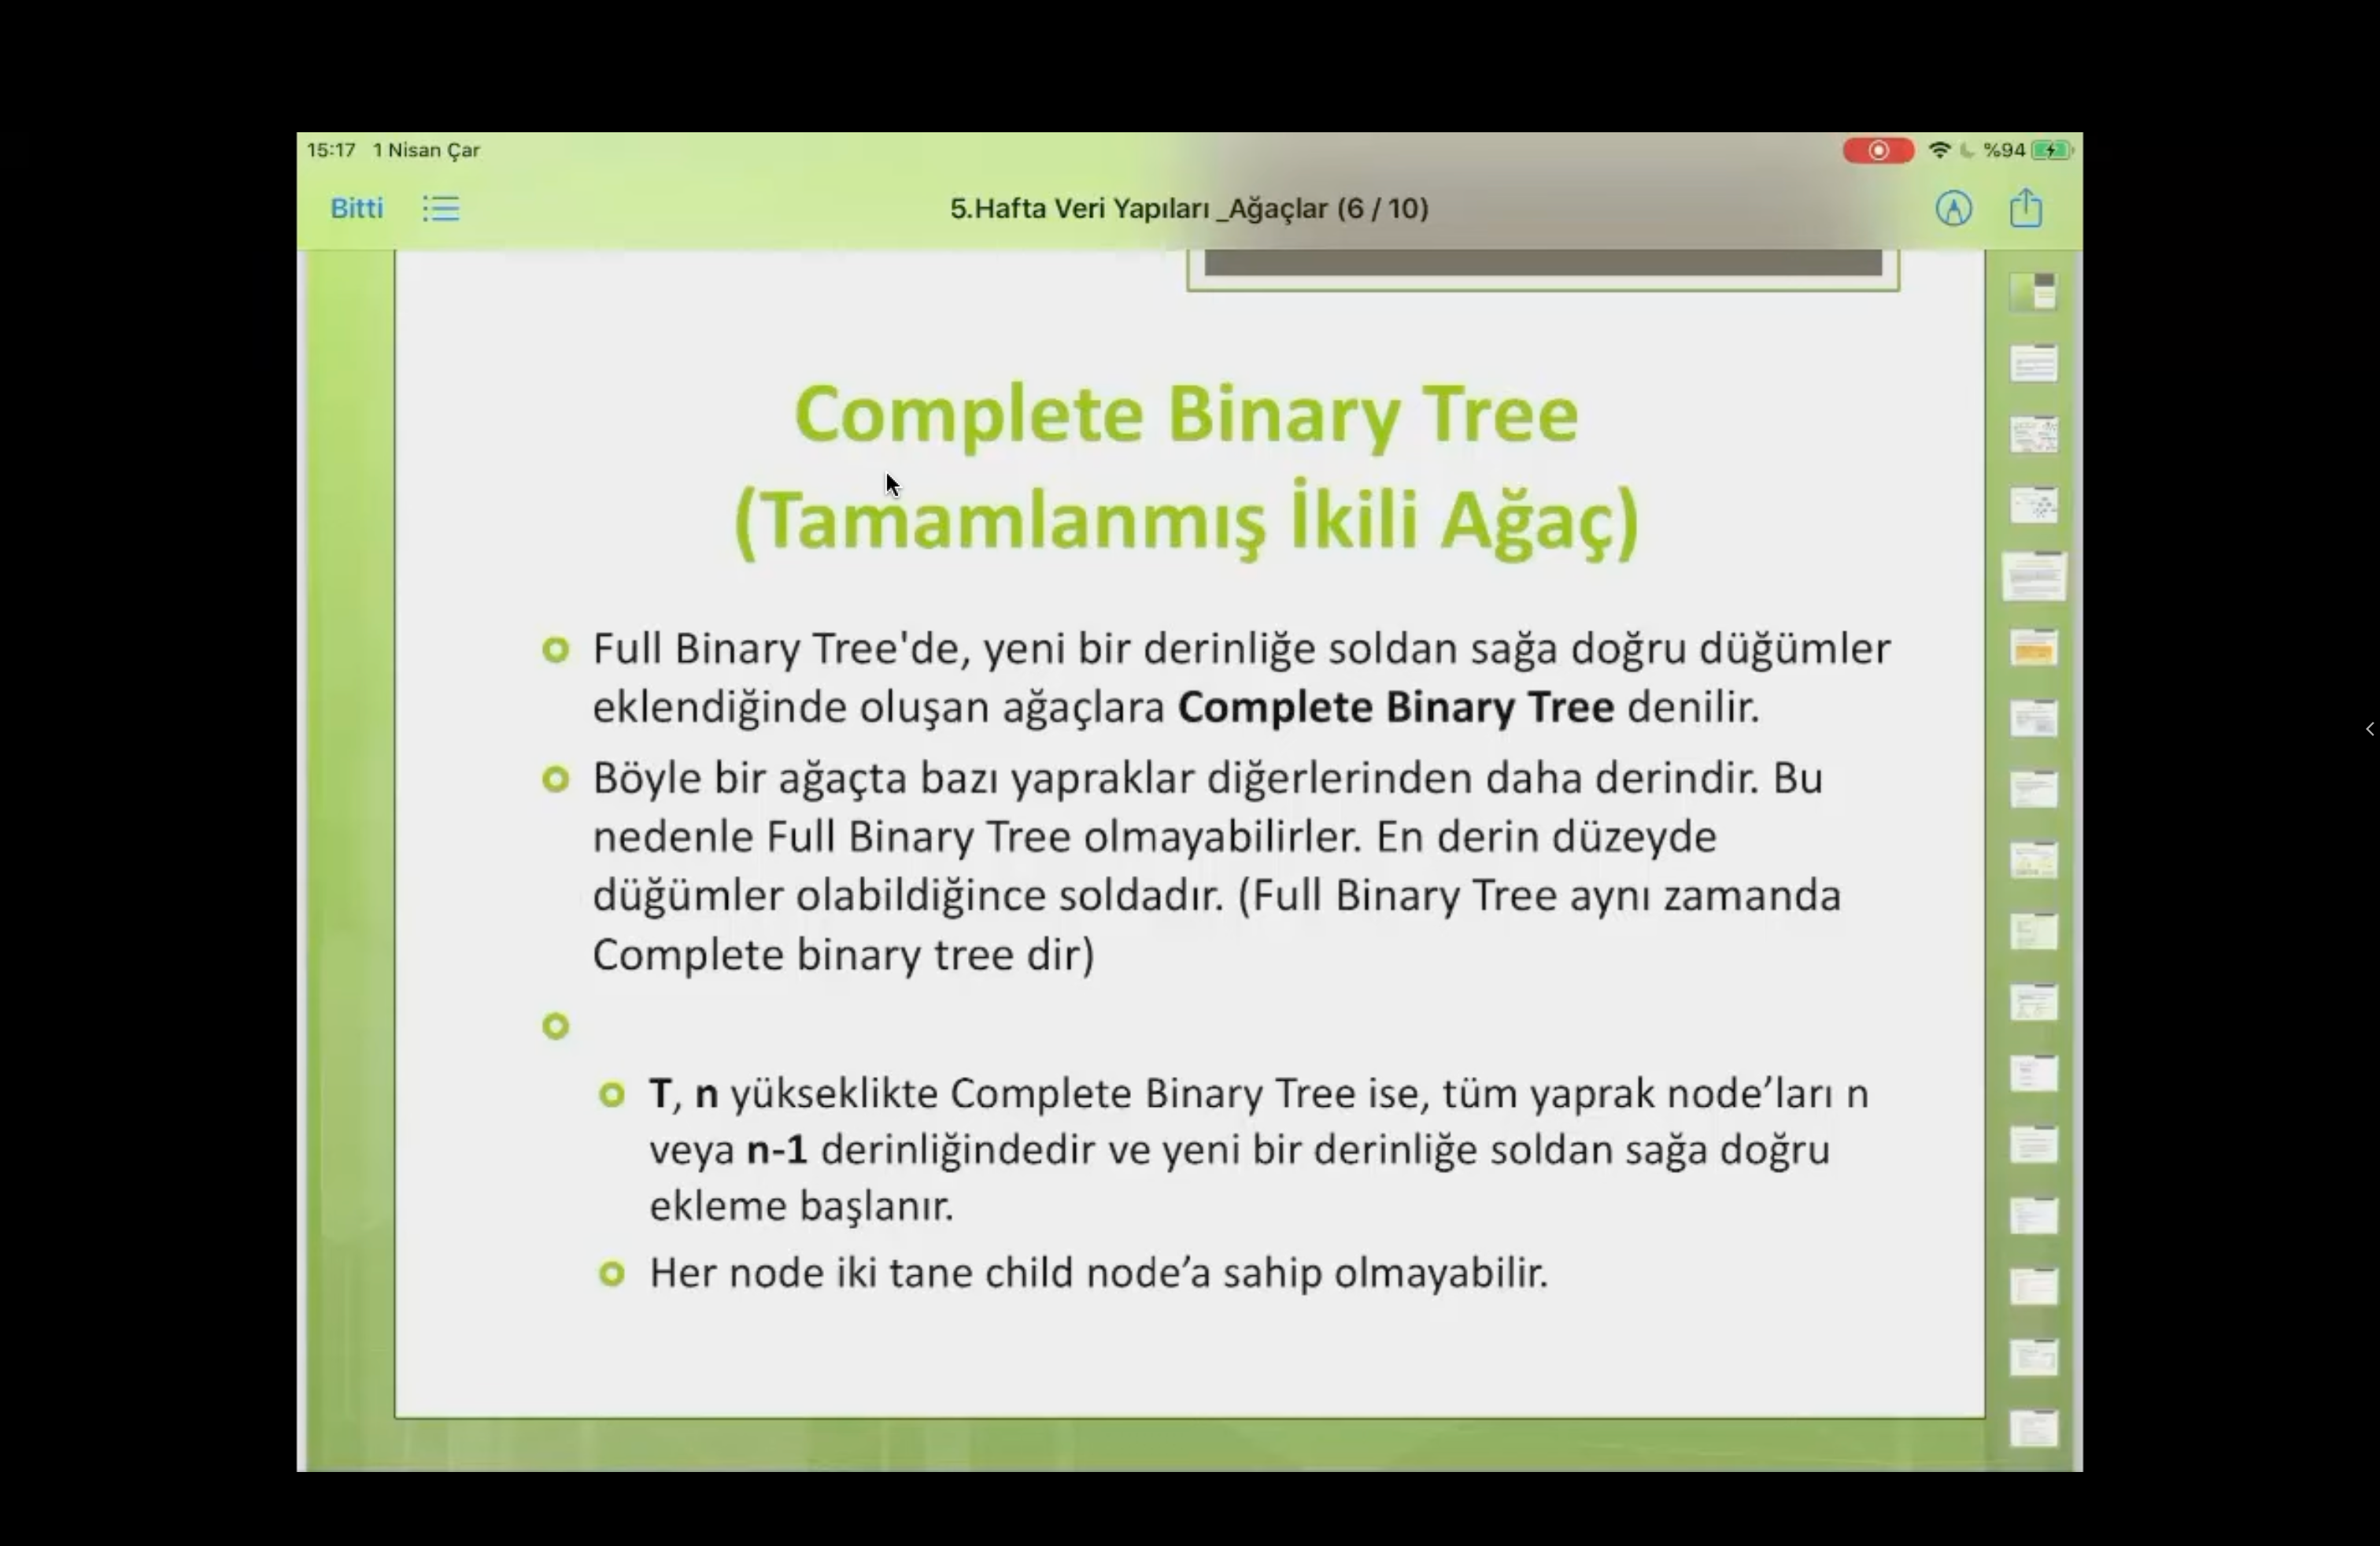 15:17 1 Nisan Çar
%94
Bitti
5.Hafta Veri Yapıları _Ağaçlar (6 / 10)
Complete Binary Tree
(Tamamlanmış İkili Ağaç)
Full Binary Tree'de, yeni bir derinliğe soldan sağa doğru düğümler
eklendiğinde oluşan ağaçlara Complete Binary Tree denilir.
Böyle bir ağaçta bazı yapraklar diğerlerinden daha derindir. Bu
nedenle Full Binary Tree olmayabilirler. En derin düzeyde
düğümler olabildiğince soldadır. (Full Binary Tree aynı zamanda
Complete binary tree dir)
T, n yükseklikte Complete Binary Tree ise, tüm yaprak node’ları n
veya n-1 derinliğindedir ve yeni bir derinliğe soldan sağa doğru
ekleme başlanır.
Her node iki tane child node’a sahip olmayabilir.